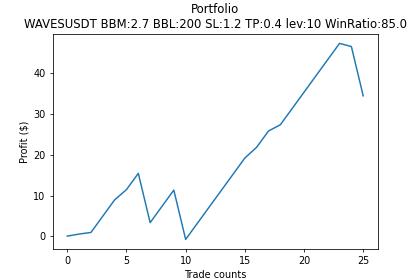 Portfolio
WAVESUSDT BBM:2.7 BBL:200 SL:1.2 TP:0.4 lev:10 WinRatio:85.0
Profit ($)
40
30
20
10
0
0 5 10 15 20 25
Trade counts